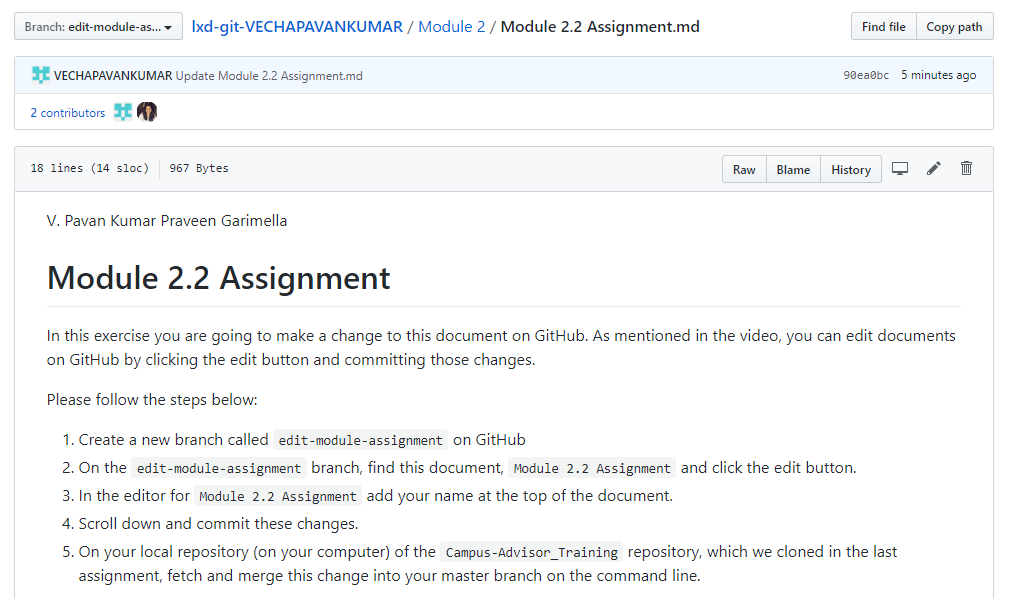 Branch: edit-module-as...
lxd-git-VECHAPAVANKUMAR / Module 2 / Module 2.2 Assignment.md
Find file
Copy path
VECHAPAVANKUMAR Update Module 2.2 Assignment.md
90ea0bc 5 minutes ago
2 contributors
18 lines (14 sloc) 967 Bytes
Raw
Blame
History
V. Pavan Kumar Praveen Garimella
Module 2.2 Assignment
In this exercise you are going to make a change to this document on GitHub. As mentioned in the video, you can edit documents
on GitHub by clicking the edit button and committing those changes.
Please follow the steps below:
1. Create a new branch called edit-module-assignment on GitHub
2. On the edit-module-assignment branch, find this document, Module 2.2 Assignment and click the edit button.
3. In the editor for Module 2.2 Assignment add your name at the top of the document.
4. Scroll down and commit these changes.
5. On your local repository (on your computer) of the Campus-Advisor_Training repository, which we cloned in the last
assignment, fetch and merge this change into your master branch on the command line.